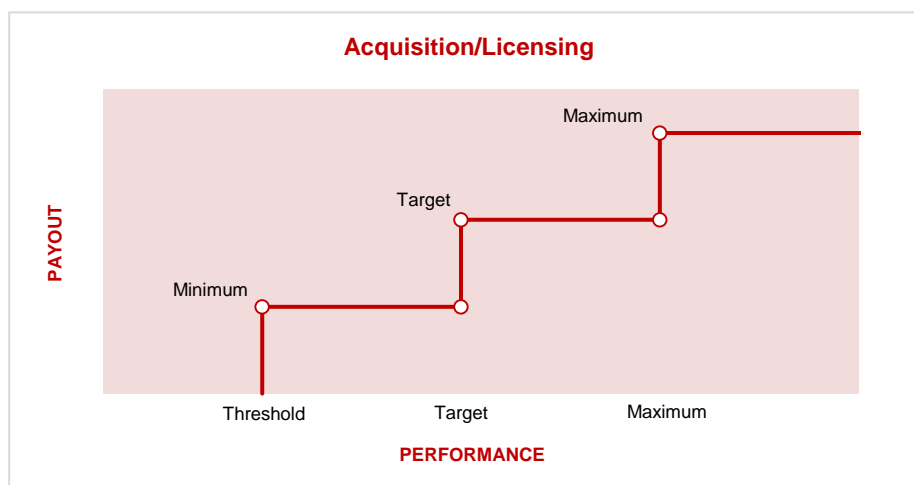 Acquisition/Licensing
Maximum
Target
PAYOUT
Minimum
Threshold
Target
Maximum
PERFORMANCE